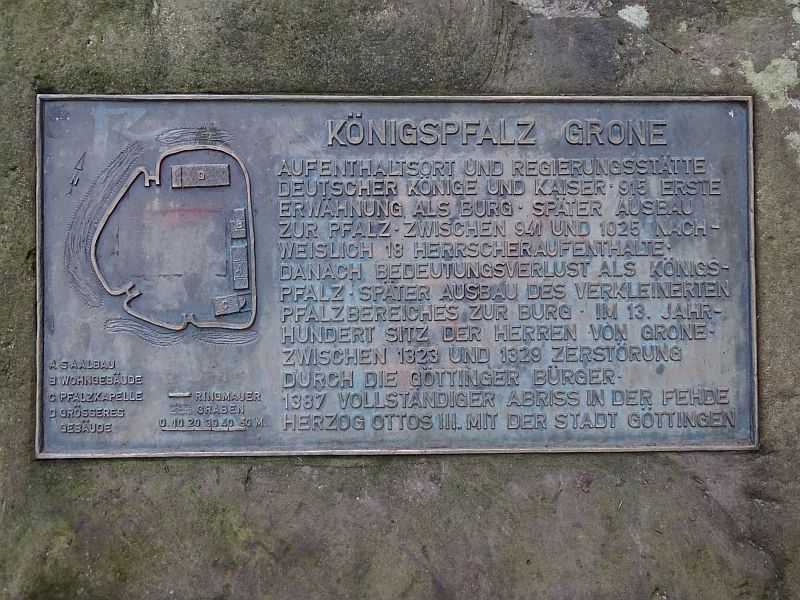 KÖNIGSPFALZ GRONE
AUFENTHALTSORT UND REGIERUNGSSTÄTTE
DEUTSCHER KÖNIGE UND KAISER · 915 ERSTE
ERWÄHNUNG ALS BURG · SPÄTER AUSBAU
ZUR PFALZ · ZWISCHEN 941 UND 1025 NACH-
WEISLICH 18 HERRSCHERAUFENTHALTE ·
DANACH BEDEUTUNGSVERLUST ALS KÖNIGS-
PFALZ · SPÄTER AUSBAU DES VERKLEINERTEN
PFALZBEREICHES ZUR BURG · IM 13. JAHR-
HUNDERT SITZ DER HERREN VON GRONE ·
ZWISCHEN 1323 UND 1329 ZERSTÖRUNG
DURCH DIE GÖTTINGER BÜRGER ·
1387 VOLLSTÄNDIGER ABRISS IN DER FEHDE
HERZOG OTTOS III. MIT DER STADT GÖTTINGEN
D
B
A
C
A SAALBAU
B WOHNGEBÄUDE
C PFALZKAPELLE
D GRÖSSERES
GEBÄUDE
RINGMAUER
GRABEN
0 10 20 30 40 50 M.